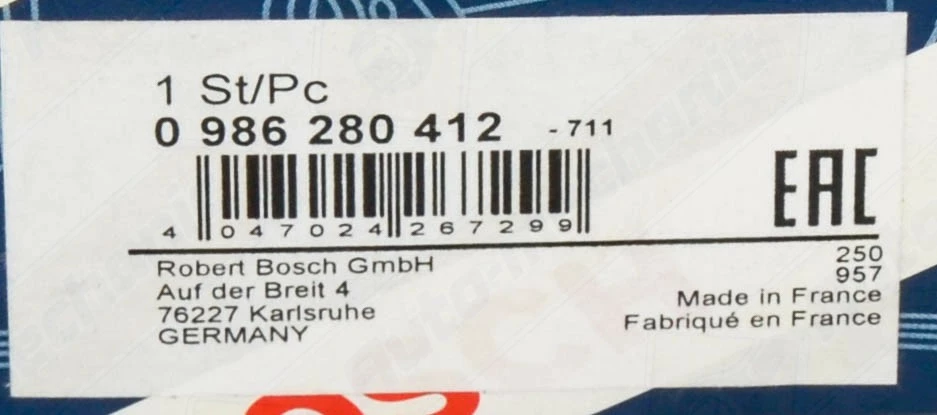 1 St/Pc
0 986 280 412 - 711
4 047024 267299
EAC
Robert Bosch GmbH
Auf der Breit 4
76227 Karlsruhe
GERMANY
250
957
Made in France
Fabriqué en France